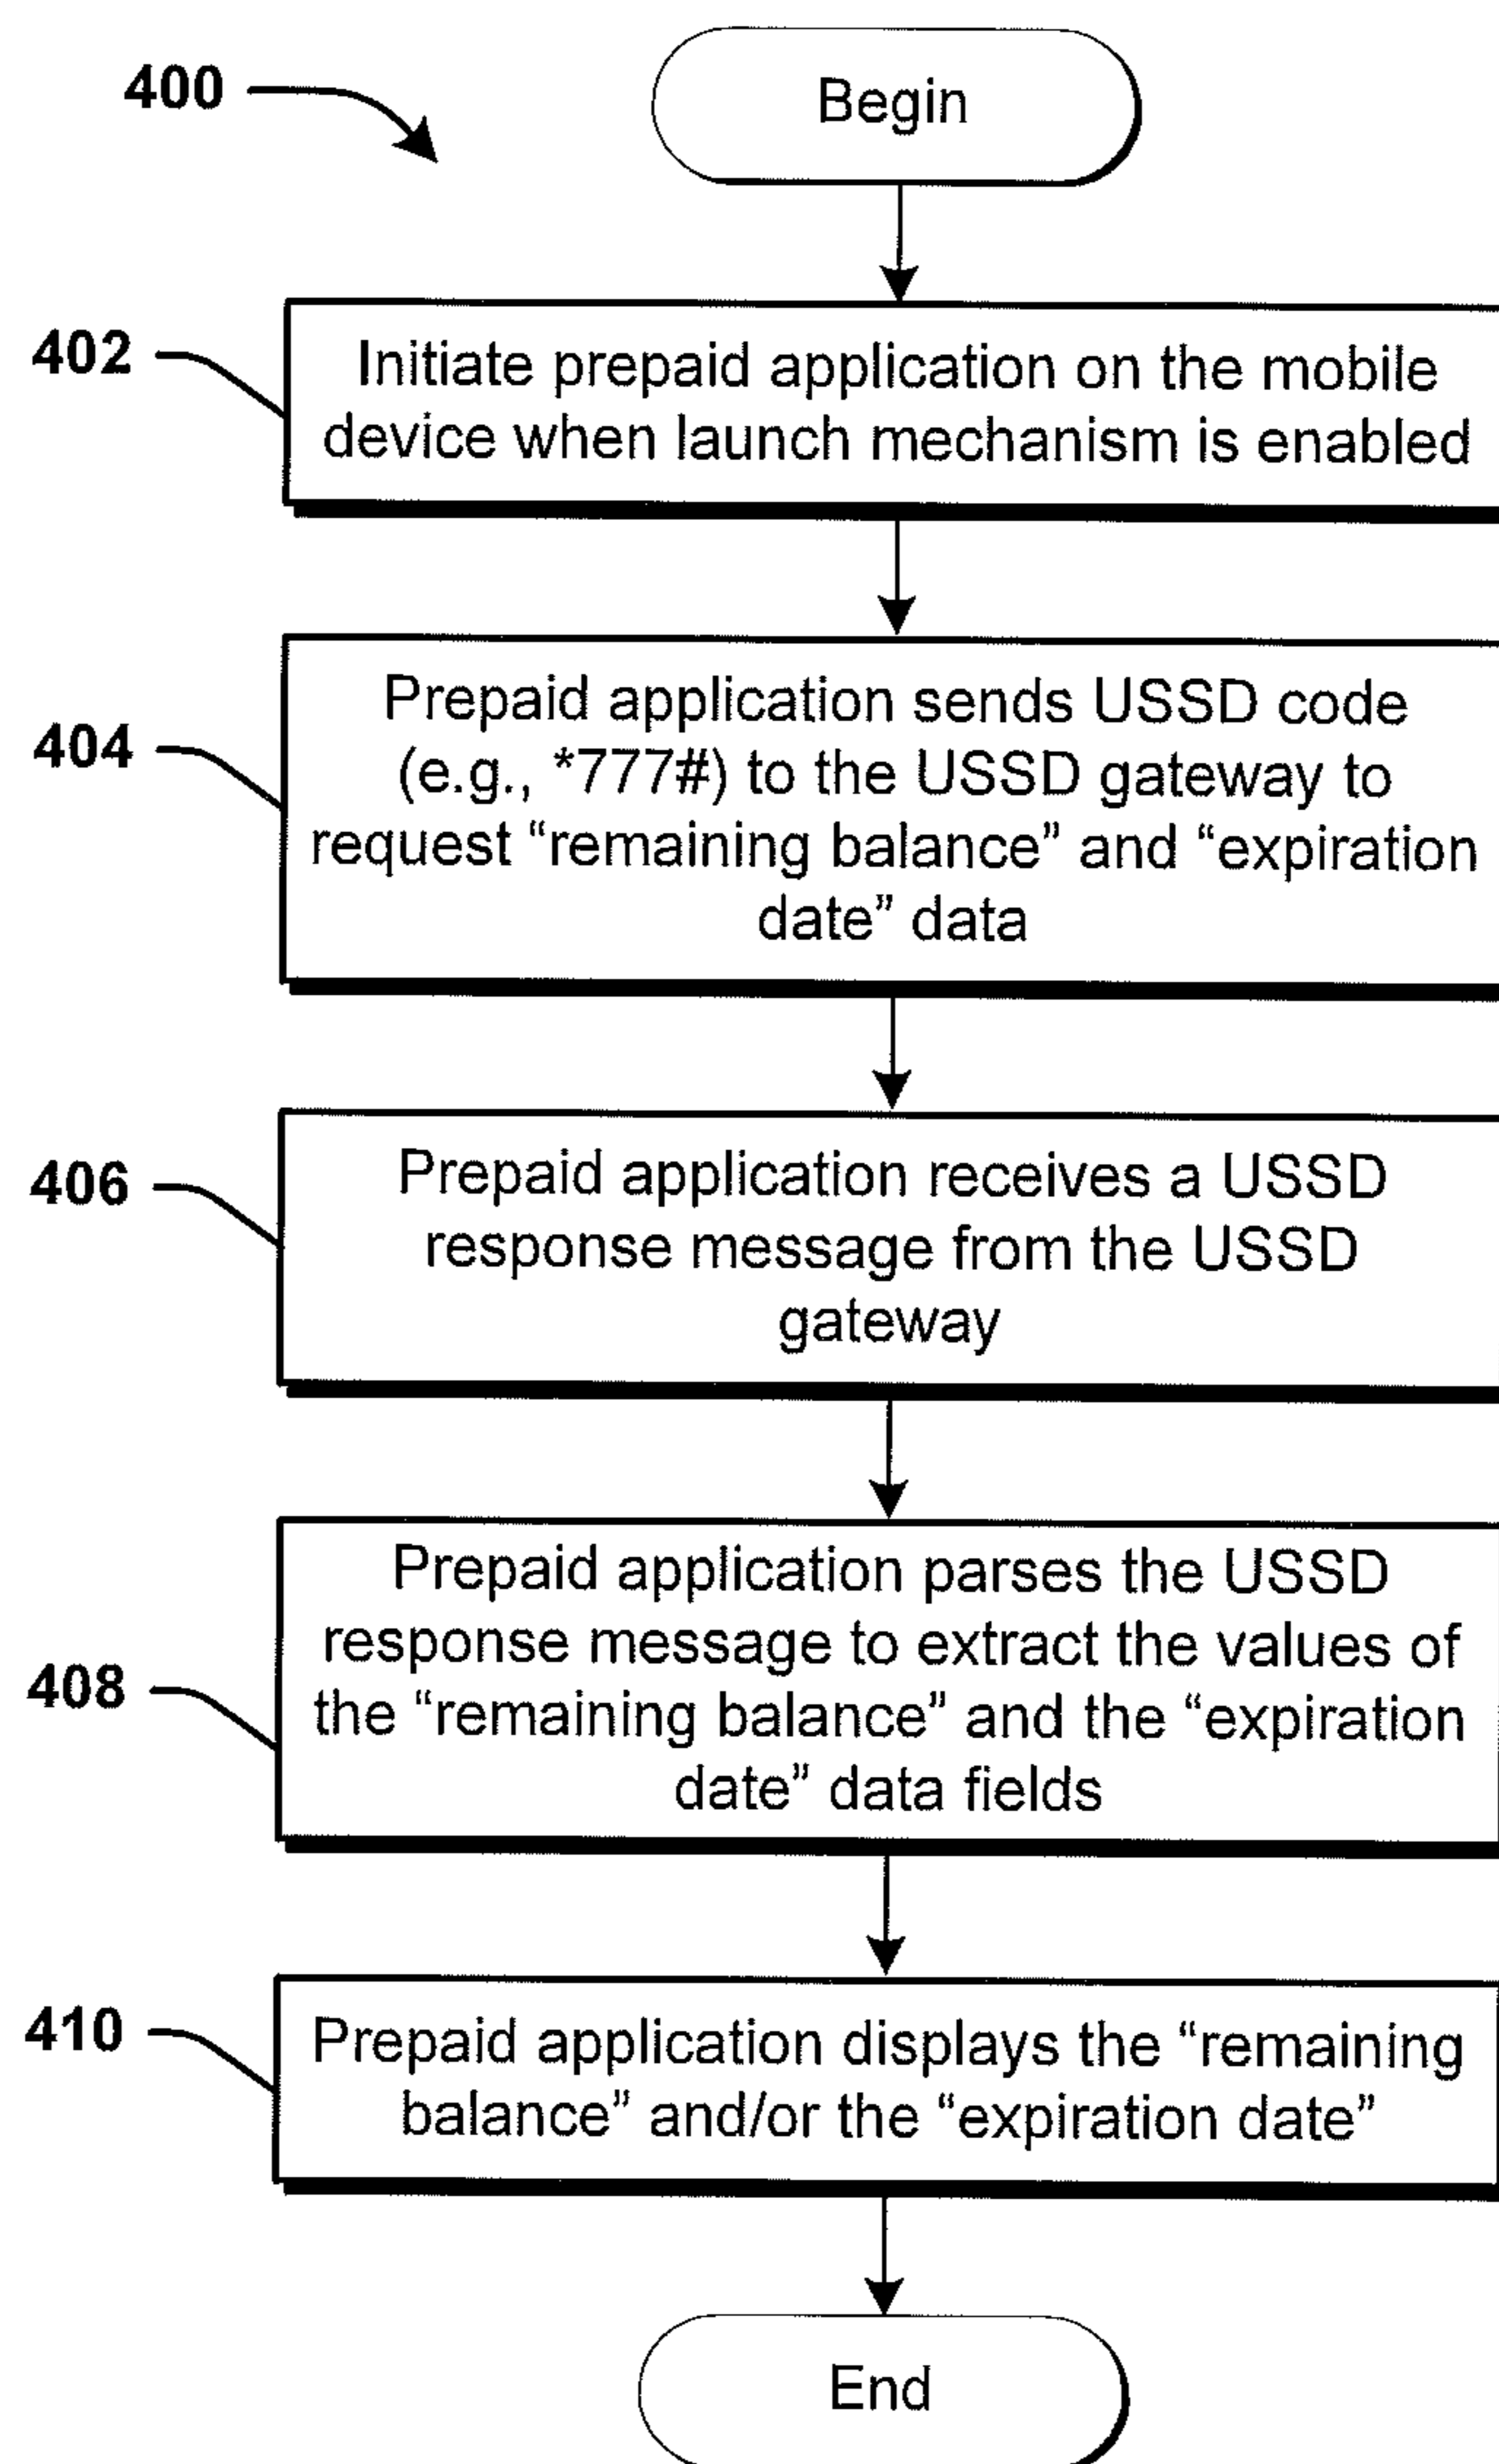 400
Begin
402
Initiate prepaid application on the mobile
device when launch mechanism is enabled
404
Prepaid application sends USSD code
(e.g., *777#) to the USSD gateway to
request “remaining balance” and “expiration
date” data
406
Prepaid application receives a USSD
response message from the USSD
gateway
408
Prepaid application parses the USSD
response message to extract the values of
the “remaining balance” and the “expiration
date” data fields
410
Prepaid application displays the “remaining
balance” and/or the “expiration date”
End